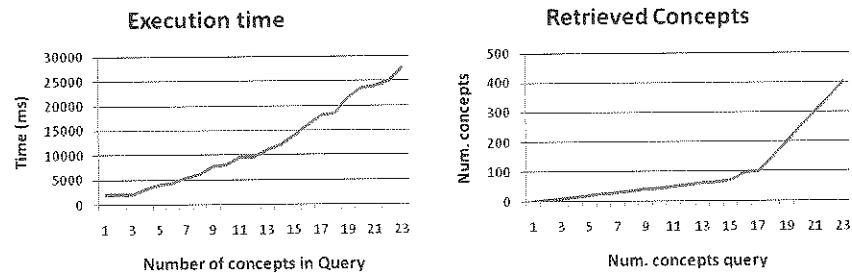 Execution time
Time (ms)
30000
25000
20000
15000
10000
5000
0
1 3 5 7 9 11 13 15 17 19 21 23
Number of concepts in Query
Retrieved Concepts
Num. concepts
500
400
300
200
100
0
1 3 5 7 9 11 13 15 17 19 21 23
Num. concepts query